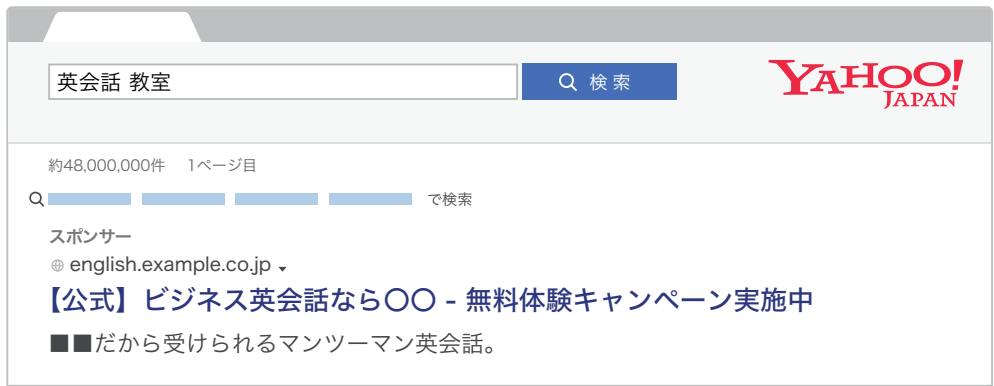 英会話 教室
検索
YAHOO!
JAPAN
約48,000,000件 1ページ目
で検索
スポンサー
english.example.co.jp
【公式】ビジネス英会話なら〇〇 - 無料体験キャンペーン実施中
■■だから受けられるマンツーマン英会話。